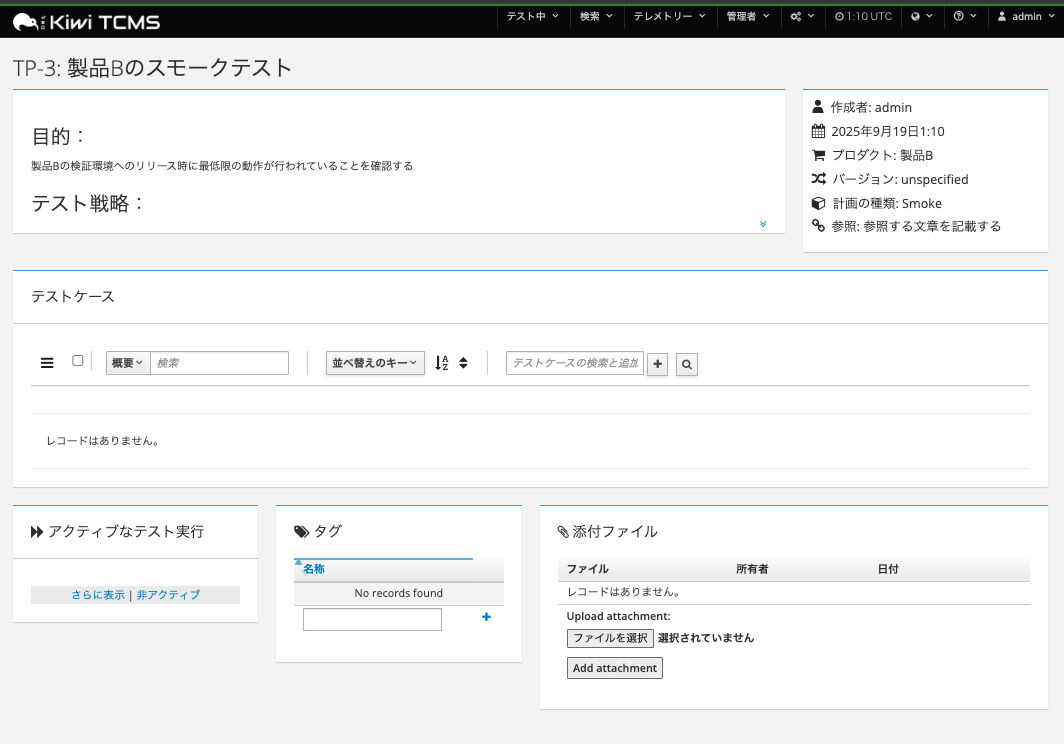 Kiwi TCMS
テスト中 検索 テレメトリー 管理者 1:10 UTC admin
TP-3: 製品Bのスモークテスト
目的：
製品Bの検証環境へのリリース時に最低限の動作が行われていることを確認する
テスト戦略：
作成者: admin
2025年9月19日1:10
プロダクト: 製品B
バージョン: unspecified
計画の種類: Smoke
参照: 参照する文章を記載する
テストケース
概要 検索 並べ替えのキー テストケースの検索と追加
レコードはありません。
アクティブなテスト実行
さらに表示 | 非アクティブ
タグ
名称
No records found
添付ファイル
ファイル 所有者 日付
レコードはありません。
Upload attachment:
ファイルを選択 選択されていません
Add attachment